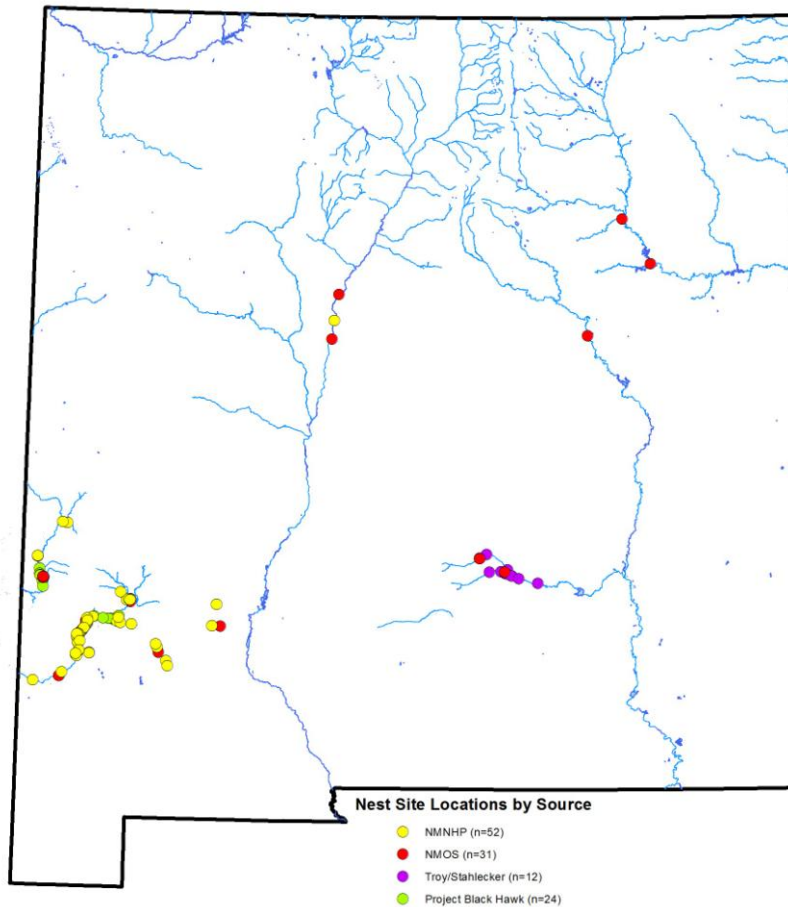 Nest Site Locations by Source
NMNHP (n=52)
NMOS (n=31)
Troy/Stahlecker (n=12)
Project Black Hawk (n=24)